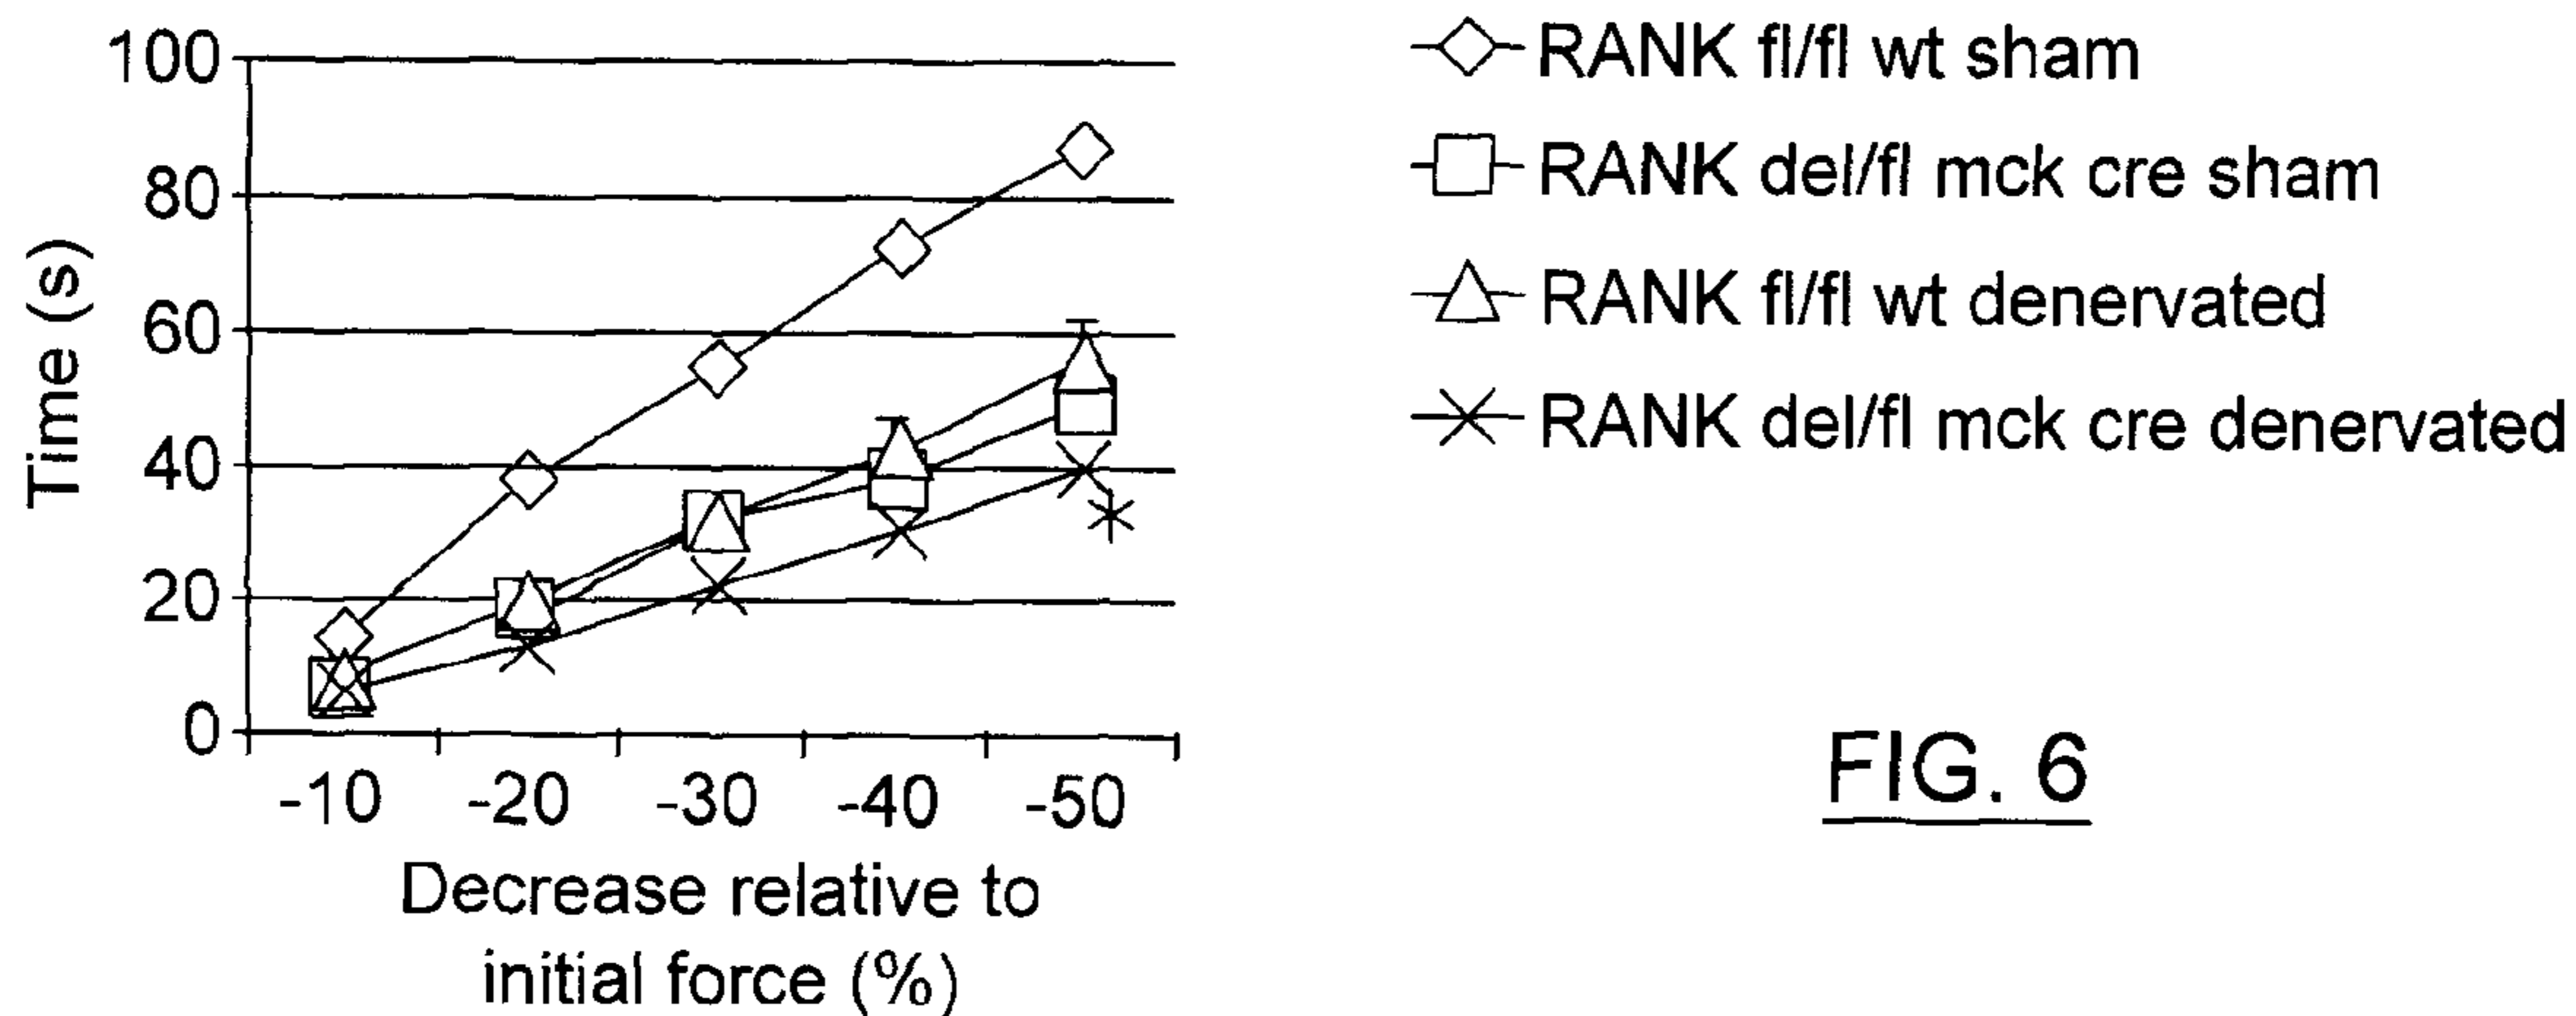 100
80
60
40
20
0
Time (s)
-10 -20 -30 -40 -50
Decrease relative to
initial force (%)
*
RANK fl/fl wt sham
RANK del/fl mck cre sham
RANK fl/fl wt denervated
RANK del/fl mck cre denervated
FIG. 6